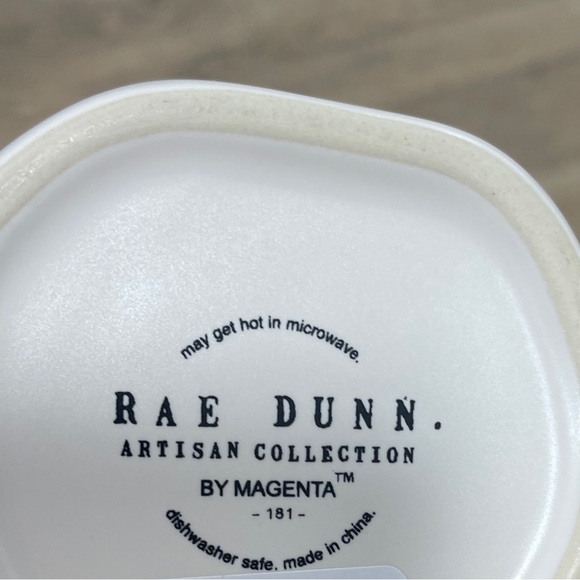 may get hot in microwave.
RAE DUNN.
ARTISAN COLLECTION
BY MAGENTA™
- 181 -
dishwasher safe. made in china.